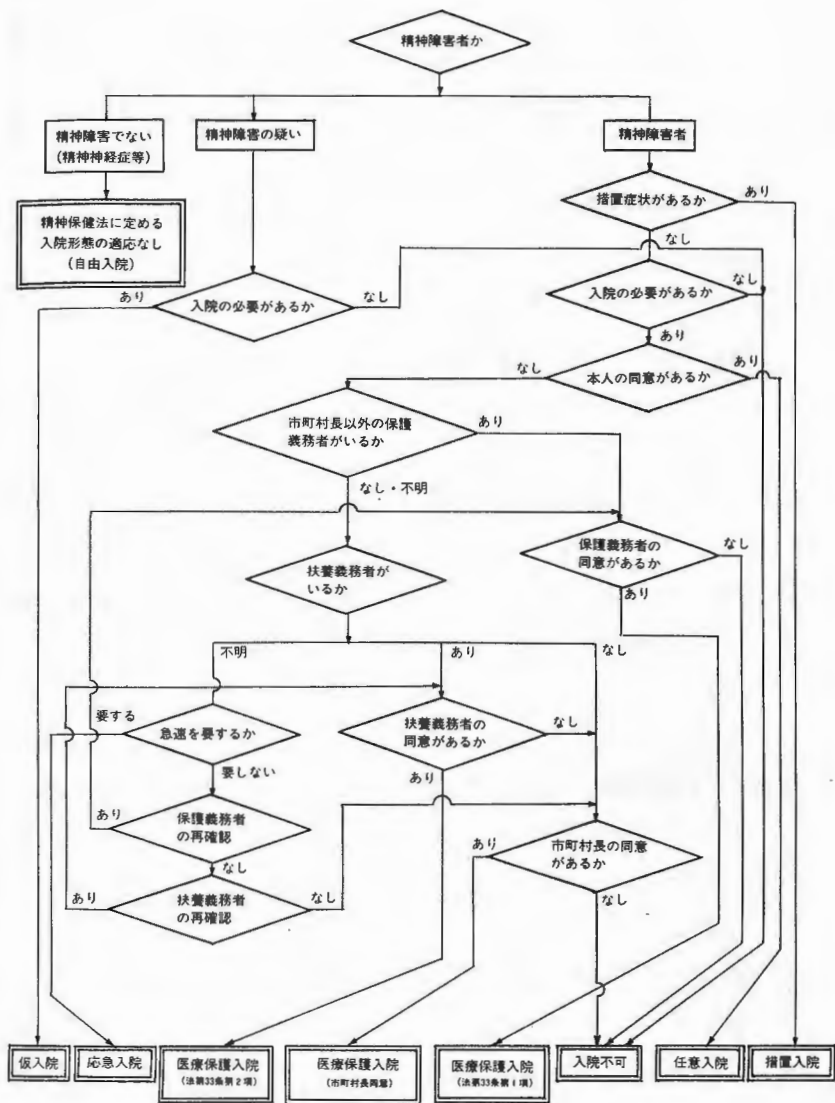 精神障害者か
精神障害でない
(精神神経症等)
精神障害の疑い
精神障害者
措置症状があるか
あり
精神保健法に定める
入院形態の適応なし
(自由入院)
なし
あり
入院の必要があるか
なし
入院の必要があるか
なし
あり
なし
本人の同意があるか
あり
市町村長以外の保護
義務者がいるか
あり
なし・不明
保護義務者の
同意があるか
なし
あり
扶養義務者が
いるか
不明
あり
なし
要する
急速を要するか
扶養義務者の
同意があるか
なし
要しない
あり
あり
保護義務者
の再確認
あり
市町村長の同意
があるか
なし
あり
扶養義務者
の再確認
なし
なし
仮入院
応急入院
医療保護入院
(法第33条第2項)
医療保護入院
(市町村長同意)
医療保護入院
(法第33条第1項)
入院不可
任意入院
措置入院